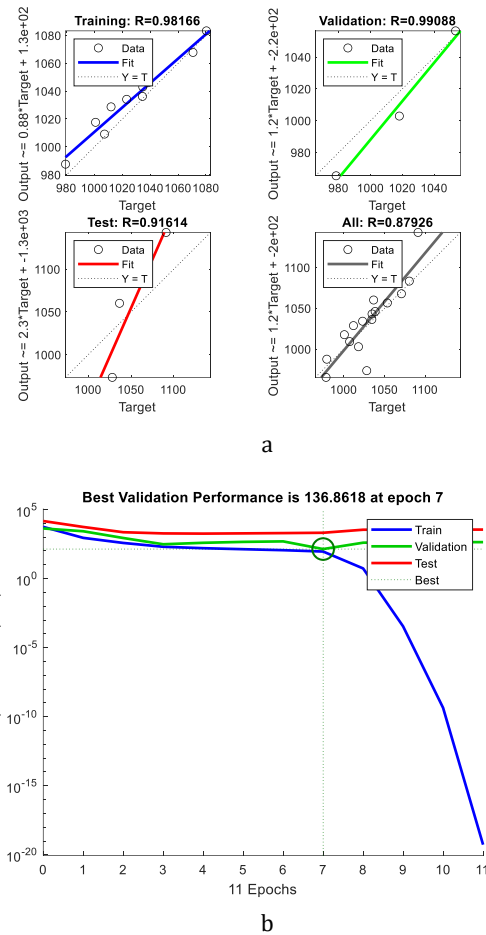 Training: R=0.98166
Output ~= 0.88*Target + 1.3e+02
1080
1060
1040
1020
1000
980
Data
Fit
Y = T
980 1000 1020 1040 1060 1080
Target
Validation: R=0.99088
Output ~= 1.2*Target + -2.2e+02
1040
1020
1000
980
Data
Fit
Y = T
980 1000 1020 1040
Target
Test: R=0.91614
Output ~= 2.3*Target + -1.3e+03
1100
1050
1000
Data
Fit
Y = T
1000 1100
Target
All: R=0.87926
Output ~= 1.2*Target + -2e+02
1100
1050
1000
Data
Fit
Y = T
1000 1050 1100
Target
a
Best Validation Performance is 136.8618 at epoch 7
10^5
10^0
10^-5
10^-10
10^-15
10^-20
Train
Validation
Test
Best
0 1 2 3 4 5 6 7 8 9 10 11
11 Epochs
b